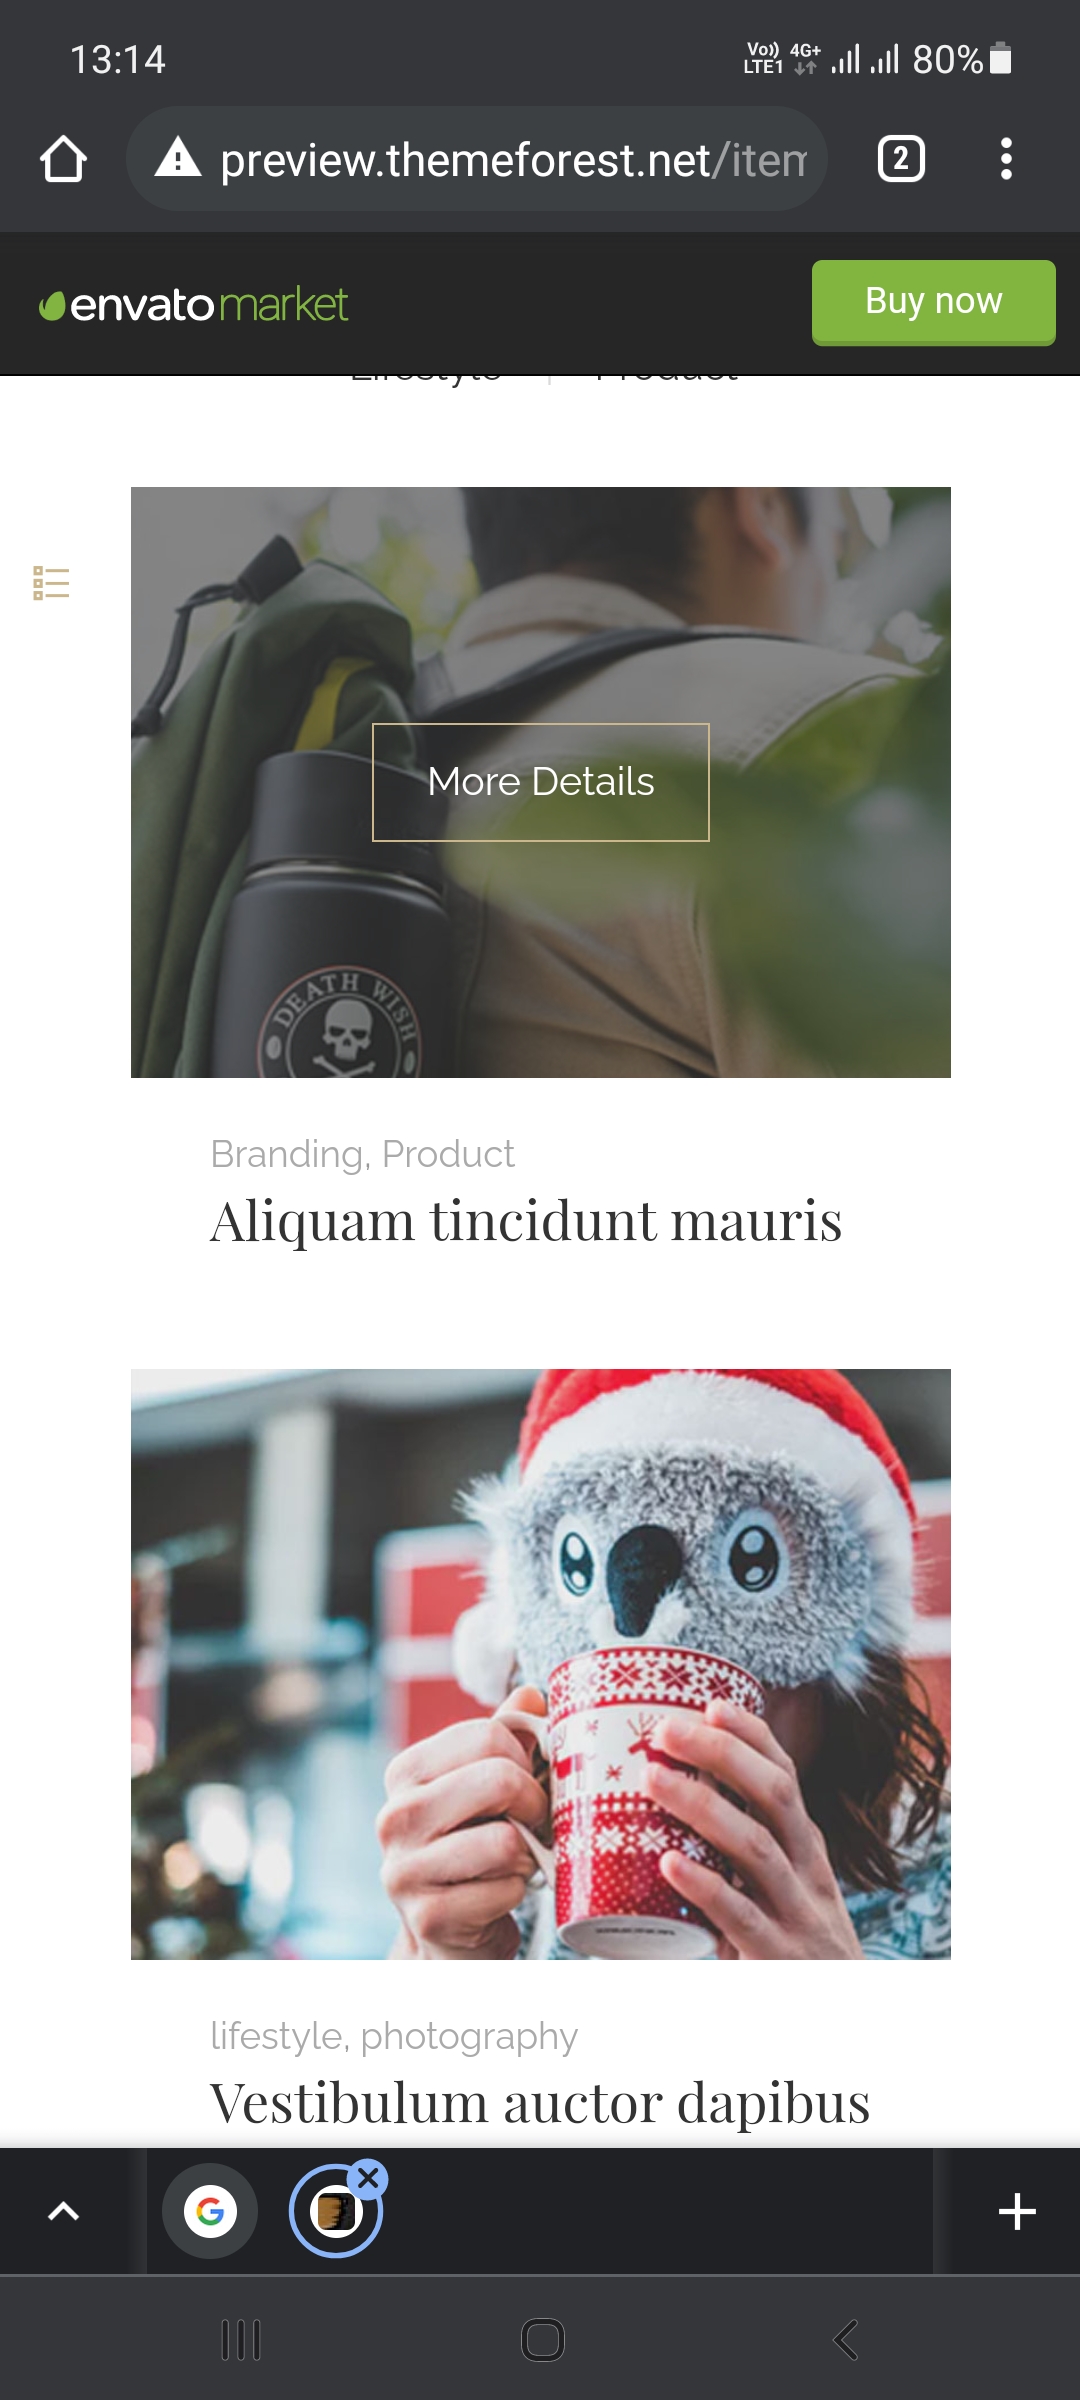 13:14
Vo)) LTE1 4G+ 80%
preview.themeforest.net/item
2
envato market
Buy now
Lifestyle | Product
More Details
DEATH WISH
Branding, Product
Aliquam tincidunt mauris
lifestyle, photography
Vestibulum auctor dapibus